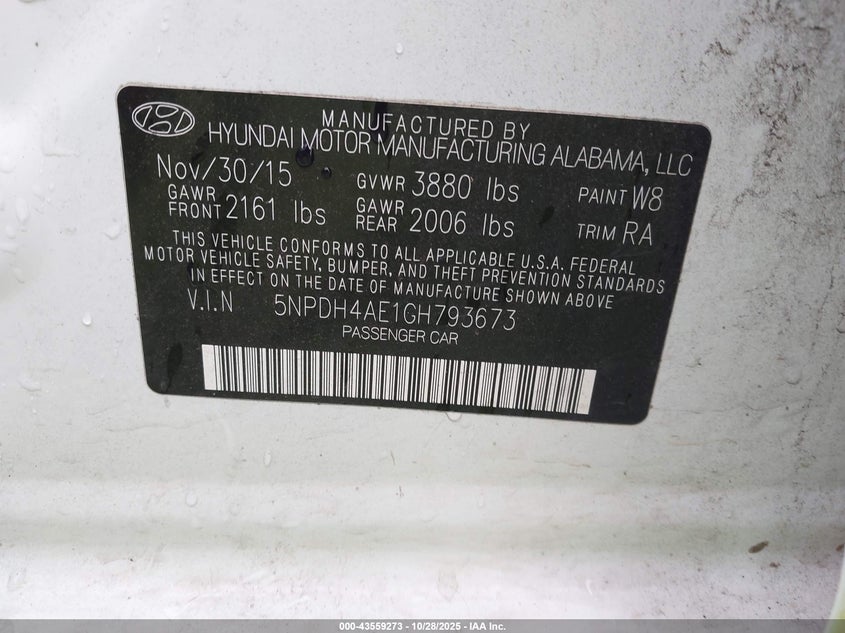 MANUFACTURED BY
HYUNDAI MOTOR MANUFACTURING ALABAMA, LLC
Nov/30/15 GVWR 3880 lbs PAINT W8
GAWR FRONT 2161 lbs GAWR REAR 2006 lbs TRIM RA
THIS VEHICLE CONFORMS TO ALL APPLICABLE U.S.A. FEDERAL
MOTOR VEHICLE SAFETY, BUMPER, AND THEFT PREVENTION STANDARDS
IN EFFECT ON THE DATE OF MANUFACTURE SHOWN ABOVE
V.I.N 5NPDH4AE1GH793673
PASSENGER CAR
000-43559273 - 10/28/2025 - IAA Inc.